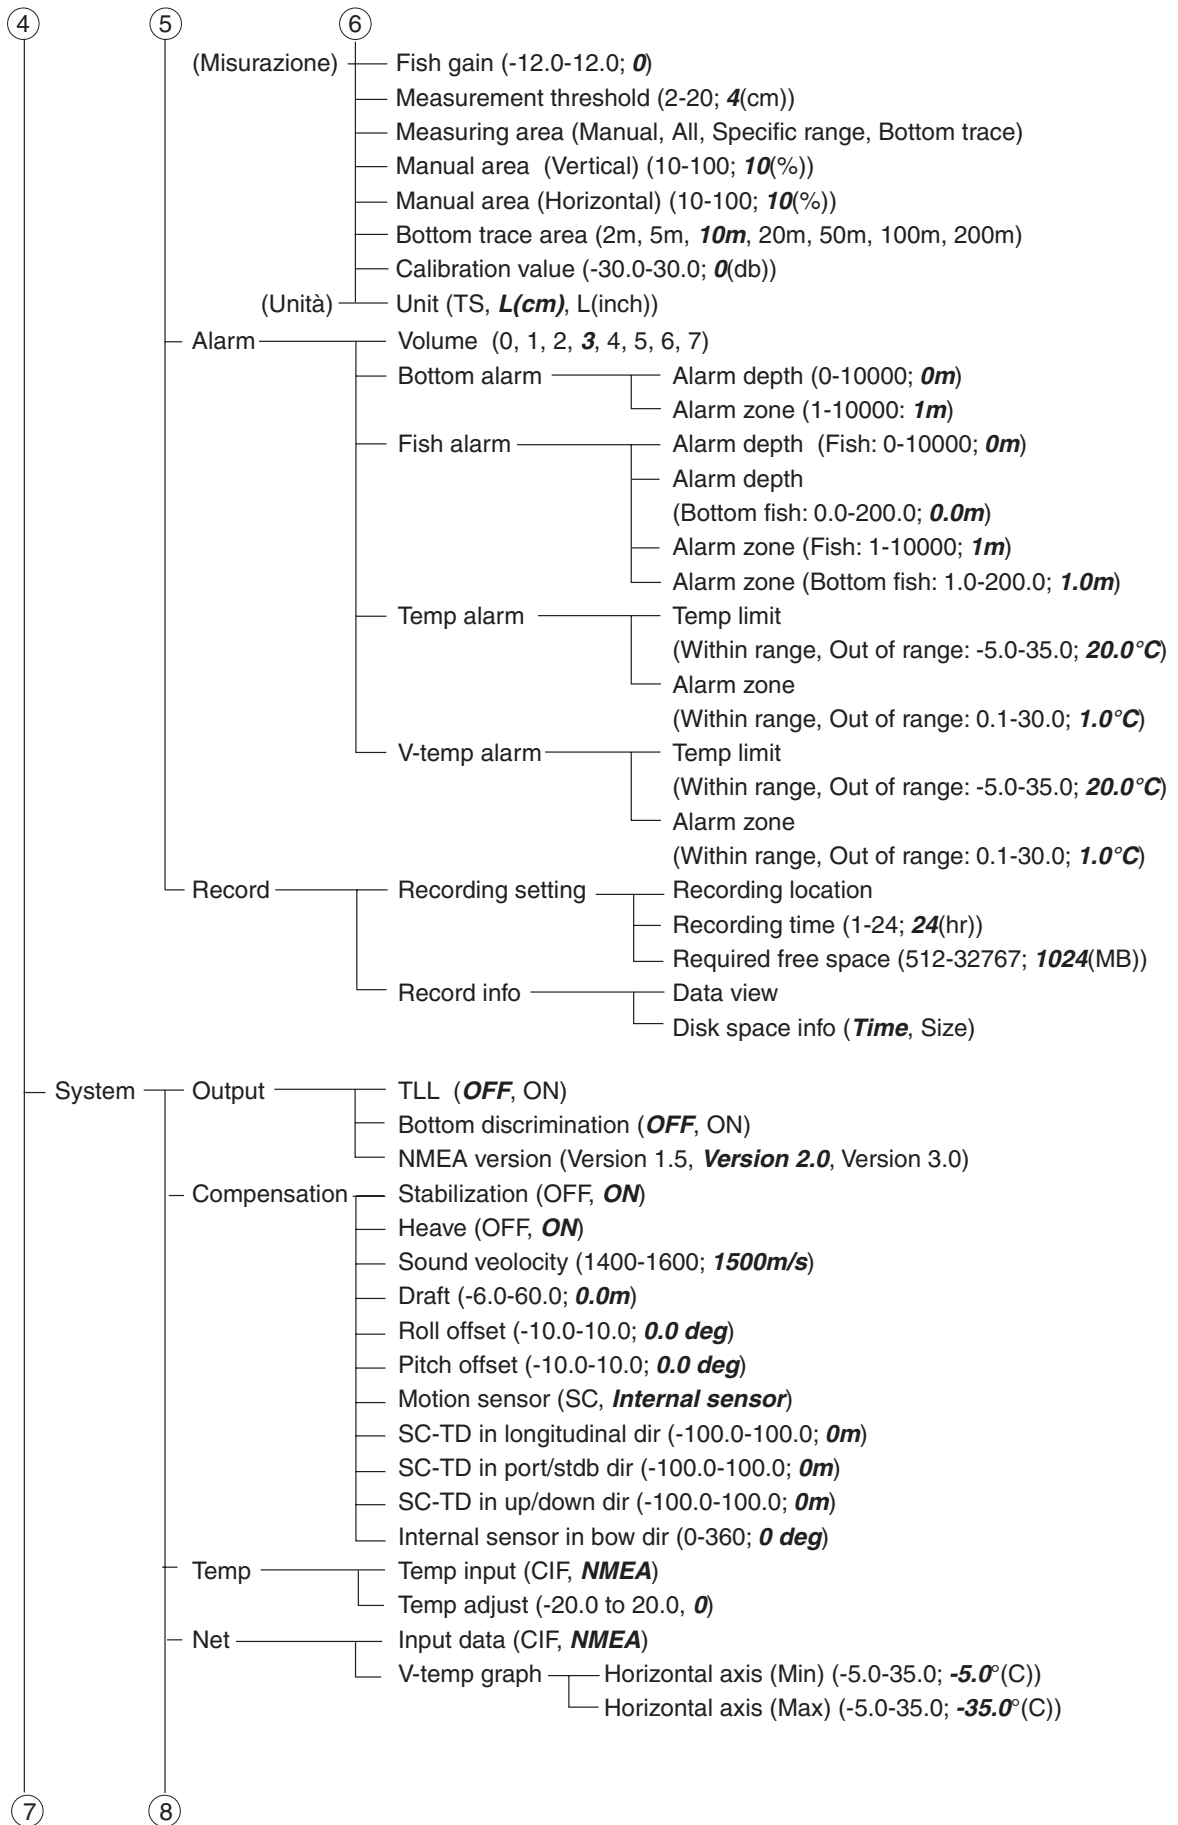 4 5 6
(Misurazione) Fish gain (-12.0-12.0; 0)
Measurement threshold (2-20; 4(cm))
Measuring area (Manual, All, Specific range, Bottom trace)
Manual area (Vertical) (10-100; 10(%))
Manual area (Horizontal) (10-100; 10(%))
Bottom trace area (2m, 5m, 10m, 20m, 50m, 100m, 200m)
Calibration value (-30.0-30.0; 0(db))
(Unità) Unit (TS, L(cm), L(inch))
Alarm Volume (0, 1, 2, 3, 4, 5, 6, 7)
Bottom alarm Alarm depth (0-10000; 0m)
Alarm zone (1-10000: 1m)
Fish alarm Alarm depth (Fish: 0-10000; 0m)
Alarm depth
(Bottom fish: 0.0-200.0; 0.0m)
Alarm zone (Fish: 1-10000; 1m)
Alarm zone (Bottom fish: 1.0-200.0; 1.0m)
Temp alarm Temp limit
(Within range, Out of range: -5.0-35.0; 20.0°C)
Alarm zone
(Within range, Out of range: 0.1-30.0; 1.0°C)
V-temp alarm Temp limit
(Within range, Out of range: -5.0-35.0; 20.0°C)
Alarm zone
(Within range, Out of range: 0.1-30.0; 1.0°C)
Record Recording setting Recording location
Recording time (1-24; 24(hr))
Required free space (512-32767; 1024(MB))
Record info Data view
Disk space info (Time, Size)
System Output TLL (OFF, ON)
Bottom discrimination (OFF, ON)
NMEA version (Version 1.5, Version 2.0, Version 3.0)
Compensation Stabilization (OFF, ON)
Heave (OFF, ON)
Sound veolocity (1400-1600; 1500m/s)
Draft (-6.0-60.0; 0.0m)
Roll offset (-10.0-10.0; 0.0 deg)
Pitch offset (-10.0-10.0; 0.0 deg)
Motion sensor (SC, Internal sensor)
SC-TD in longitudinal dir (-100.0-100.0; 0m)
SC-TD in port/stdb dir (-100.0-100.0; 0m)
SC-TD in up/down dir (-100.0-100.0; 0m)
Internal sensor in bow dir (0-360; 0 deg)
Temp Temp input (CIF, NMEA)
Temp adjust (-20.0 to 20.0, 0)
Net Input data (CIF, NMEA)
V-temp graph Horizontal axis (Min) (-5.0-35.0; -5.0°(C))
Horizontal axis (Max) (-5.0-35.0; -35.0°(C))
7 8